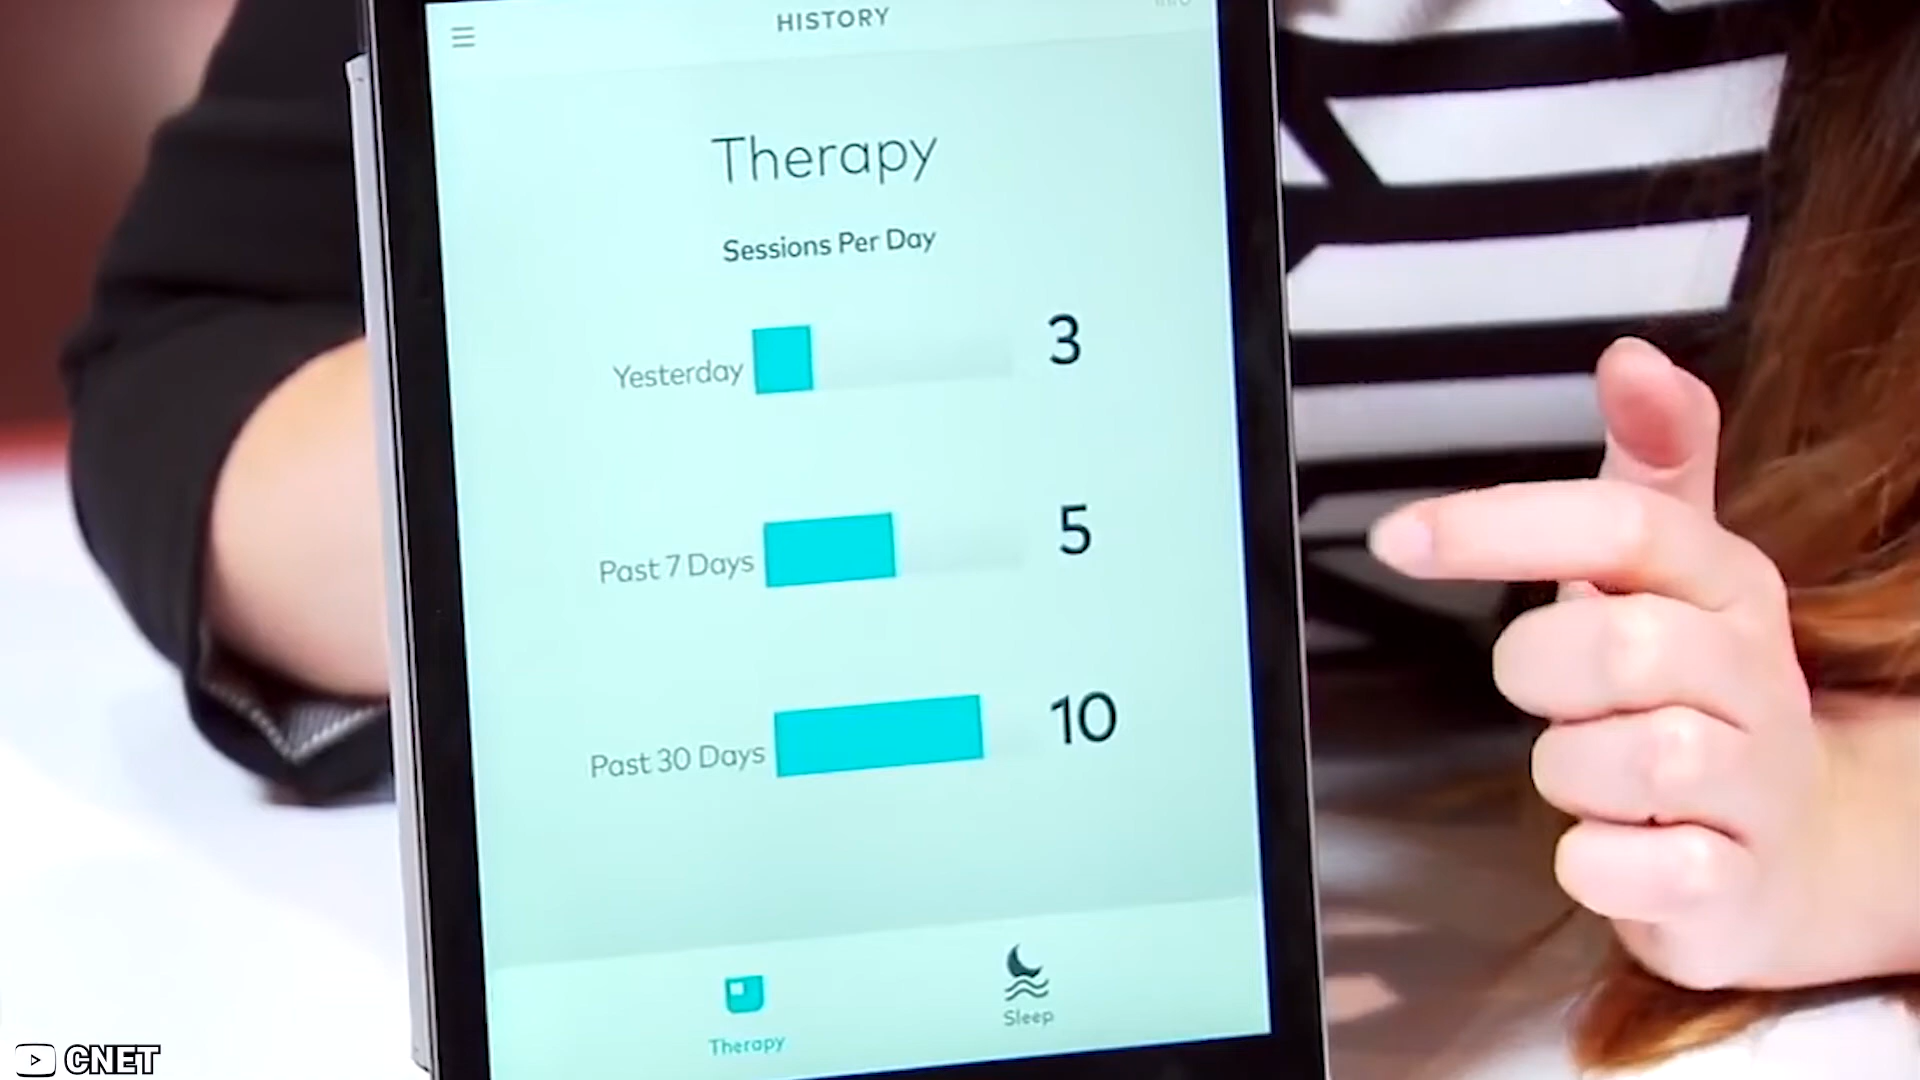 HISTORY
Therapy
Sessions Per Day
Yesterday 3
Past 7 Days 5
Past 30 Days 10
Therapy
Sleep
CNET